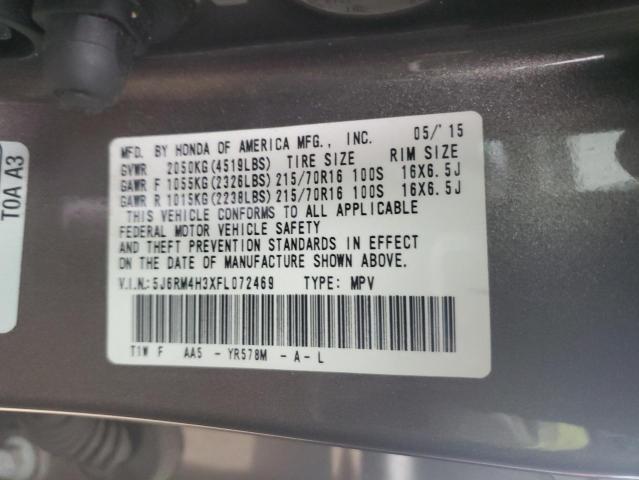 MFD. BY HONDA OF AMERICA MFG., INC. 05/'15
GVWR 2050KG(4519LBS) TIRE SIZE RIM SIZE
GAWR F 1055KG(2326LBS) 215/70R16 100S 16X6.5J
GAWR R 1015KG(2238LBS) 215/70R16 100S 16X6.5J
THIS VEHICLE CONFORMS TO ALL APPLICABLE
FEDERAL MOTOR VEHICLE SAFETY
AND THEFT PREVENTION STANDARDS IN EFFECT
ON THE DATE OF MANUFACTURE SHOWN ABOVE.
V.I.N.: 5J6RM4H3XFL072469 TYPE: MPV
T1W F AA5 - YR578M - A - L
T0A A3